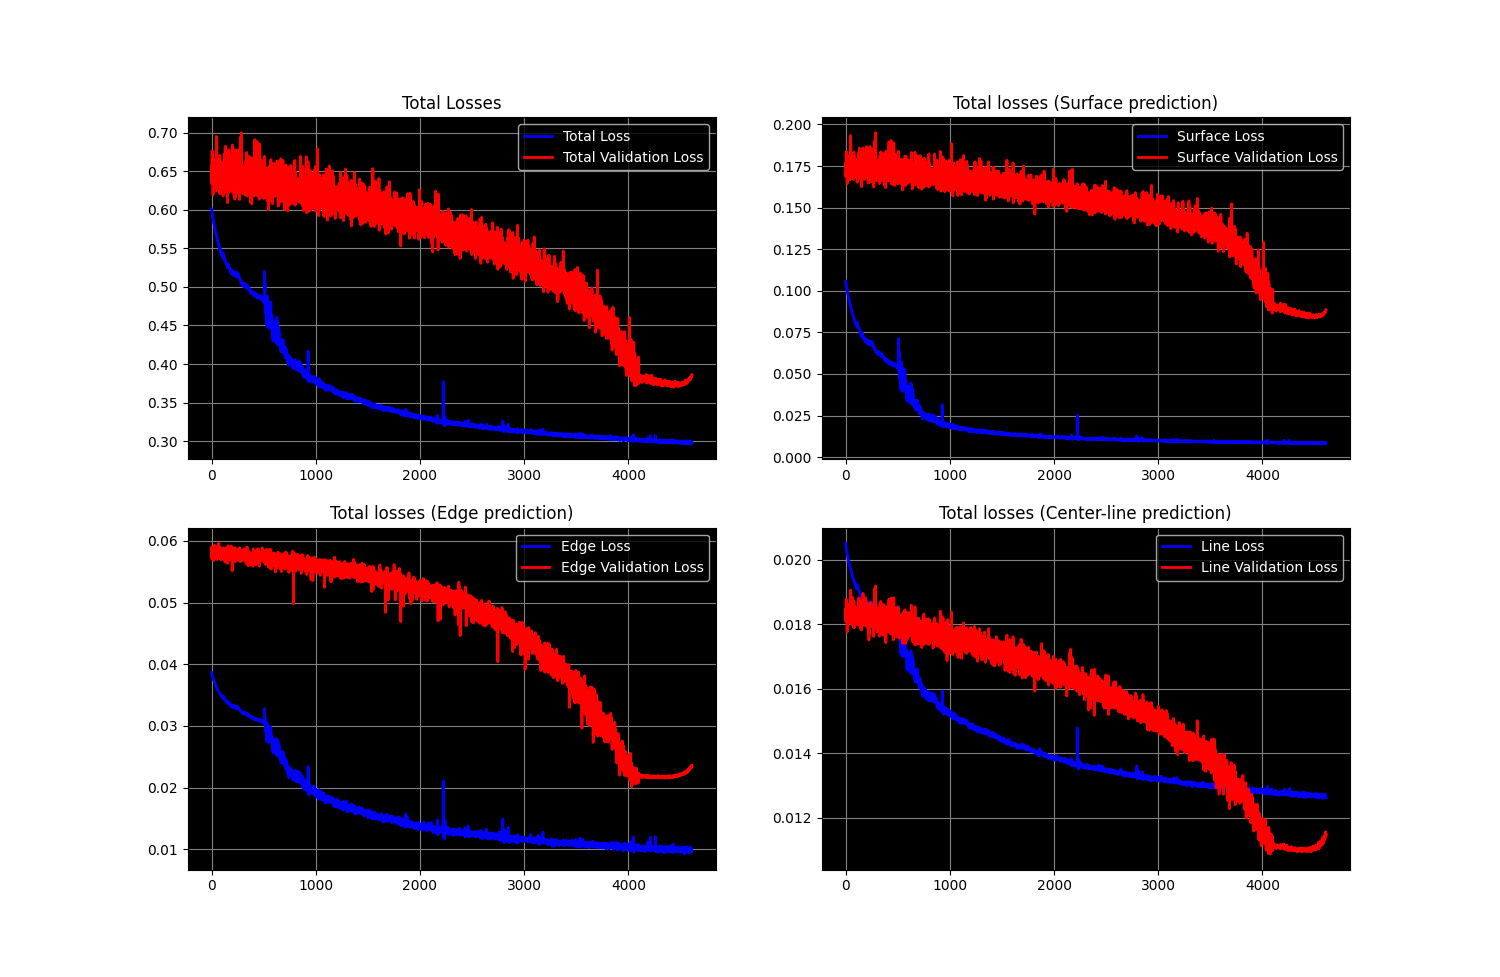 Total Losses
0.70
0.65
0.60
0.55
0.50
0.45
0.40
0.35
0.30
Total Loss
Total Validation Loss
0 1000 2000 3000 4000
Total losses (Surface prediction)
0.200
0.175
0.150
0.125
0.100
0.075
0.050
0.025
0.000
Surface Loss
Surface Validation Loss
0 1000 2000 3000 4000
Total losses (Edge prediction)
0.06
0.05
0.04
0.03
0.02
0.01
Edge Loss
Edge Validation Loss
0 1000 2000 3000 4000
Total losses (Center-line prediction)
0.020
0.018
0.016
0.014
0.012
Line Loss
Line Validation Loss
0 1000 2000 3000 4000